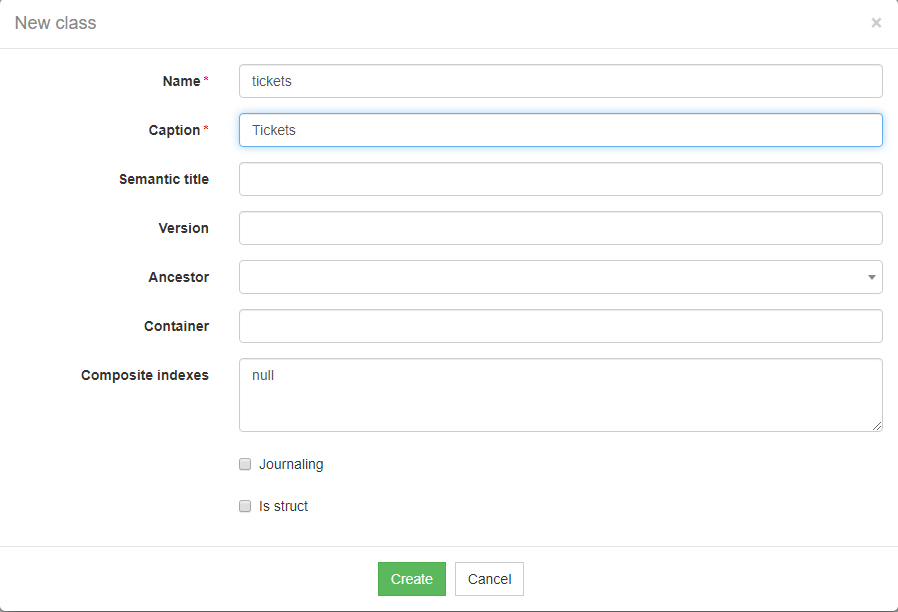 New class ×
Name * tickets
Caption * Tickets
Semantic title
Version
Ancestor
Container
Composite indexes null
Journaling
Is struct
Create Cancel